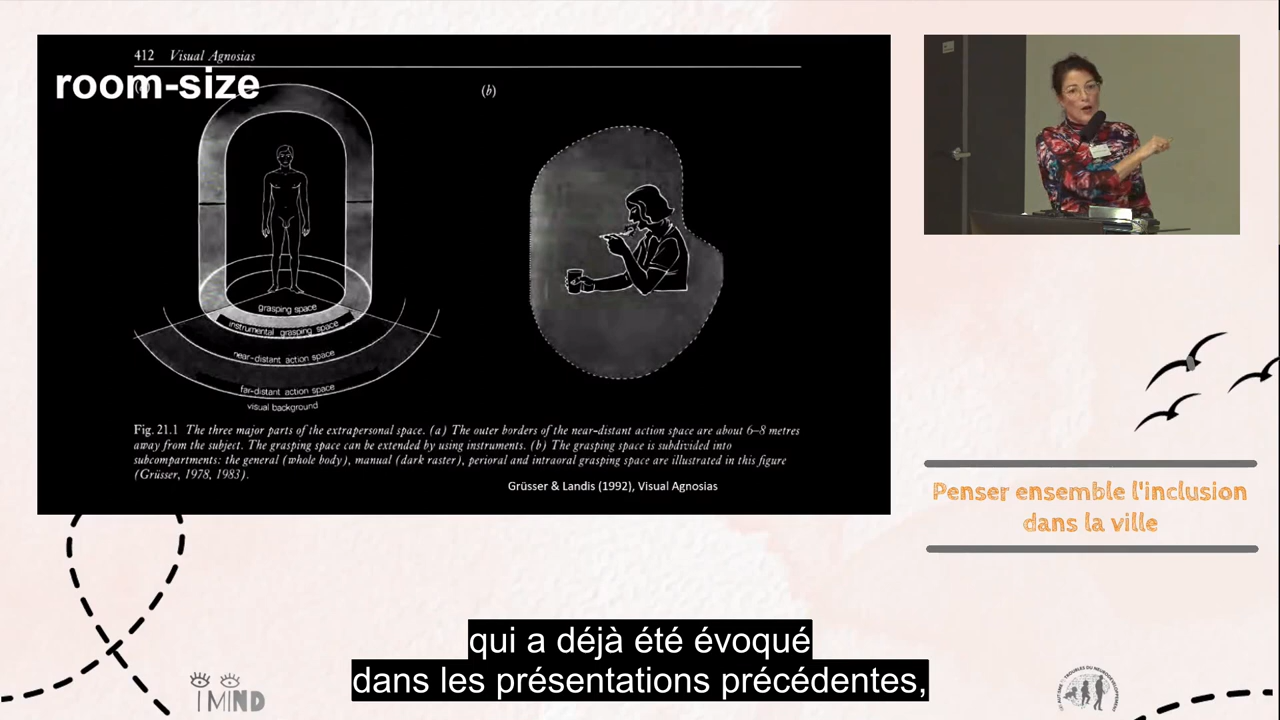 412 Visual Agnosias
room-size
(b)
grasping space
instrumental grasping space
near-distant action space
far-distant action space
visual background
Fig. 21.1 The three major parts of the extrapersonal space. (a) The outer borders of the near-distant action space are about 6–8 metres
away from the subject. The grasping space can be extended by using instruments. (b) The grasping space is subdivided into
subcompartments: the general (whole body), manual (dark raster), perioral and intraoral grasping space are illustrated in this figure
(Grüsser, 1978, 1983).
Grüsser & Landis (1992), Visual Agnosias
Penser ensemble l'inclusion
dans la ville
qui a déjà été évoqué
dans les présentations précédentes,
iMIND